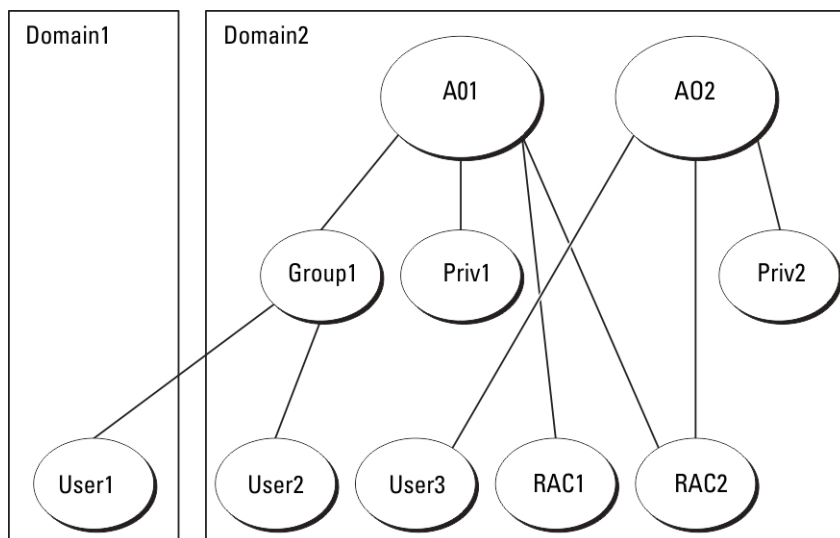 Domain1
Domain2
A01
AO2
Group1
Priv1
Priv2
User1
User2
User3
RAC1
RAC2